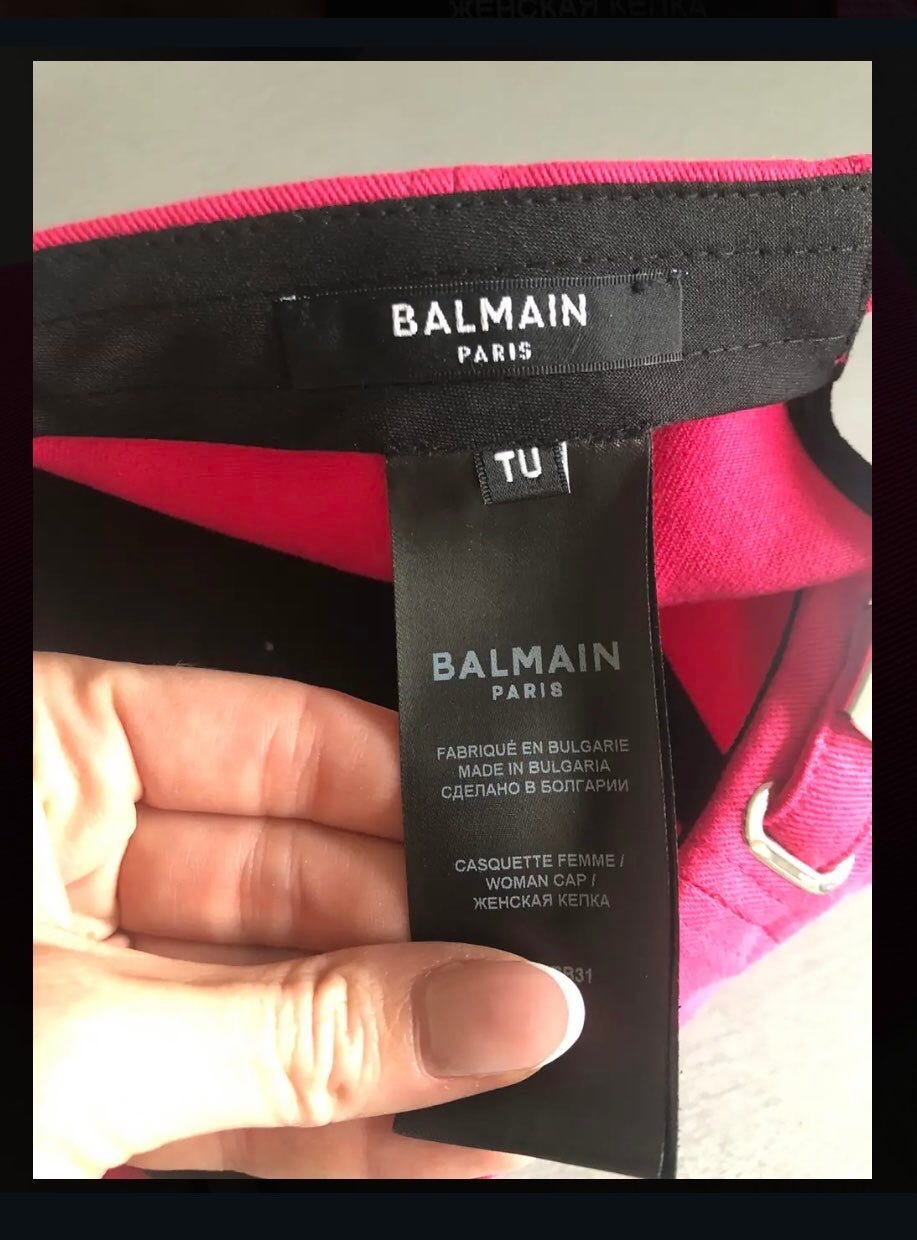 ЖЕНСКАЯ КЕПКА
BALMAIN
PARIS
TU
BALMAIN
PARIS
FABRIQUÉ EN BULGARIE
MADE IN BULGARIA
СДЕЛАНО В БОЛГАРИИ
CASQUETTE FEMME /
WOMAN CAP /
ЖЕНСКАЯ КЕПКА